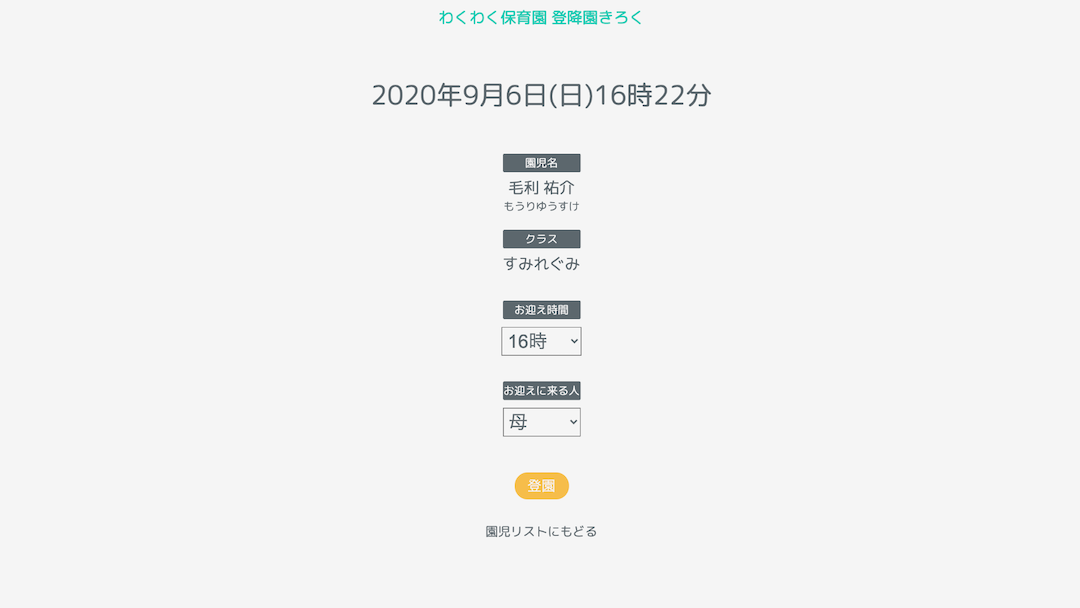 わくわく保育園 登降園きろく
2020年9月6日(日)16時22分
園児名
毛利 祐介
もうりゆうすけ
クラス
すみれぐみ
お迎え時間
16時
お迎えに来る人
母
登園
園児リストにもどる